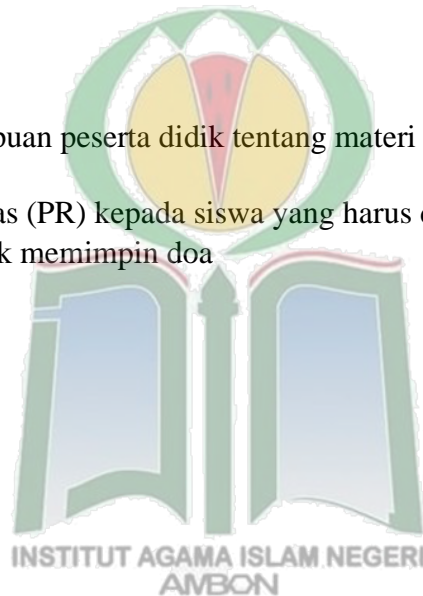 puan peserta didik tentang materi
as (PR) kepada siswa yang harus
k memimpin doa
INSTITUT AGAMA ISLAM NEGERI
AMBON